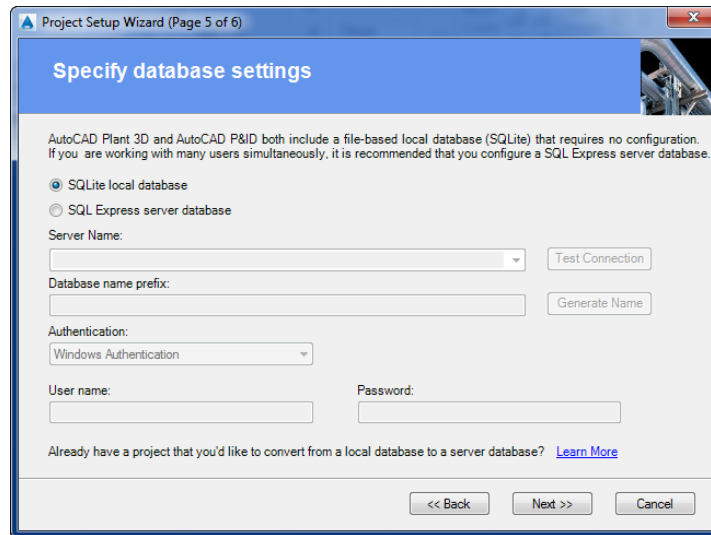 Project Setup Wizard (Page 5 of 6)
Specify database settings
AutoCAD Plant 3D and AutoCAD P&ID both include a file-based local database (SQLite) that requires no configuration.
If you are working with many users simultaneously, it is recommended that you configure a SQL Express server database.
SQLite local database
SQL Express server database
Server Name:
Test Connection
Database name prefix:
Generate Name
Authentication:
Windows Authentication
User name: Password:
Already have a project that you'd like to convert from a local database to a server database? Learn More
<< Back Next >> Cancel